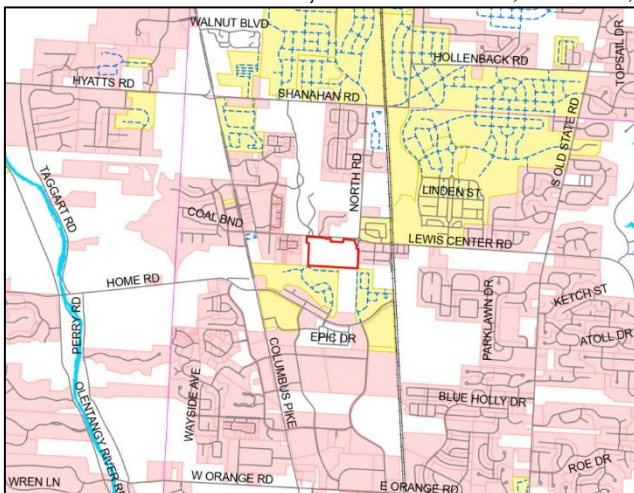 WALNUT BLVD
HOLLENBACK RD
TOPSAIL DR
HYATTS RD
SHANAHAN RD
S OLD STATE RD
TAGGART RD
NORTH RD
LINDEN ST
COAL BND
LEWIS CENTER RD
HOME RD
KETCH ST
PARKLAWN DR
PERRY RD
EPIC DR
ATOLL DR
WAYSIDE AVE
COLUMBUS PIKE
BLUE HOLLY DR
OLENTANGY RIVER RD
ROE DR
WREN LN
W ORANGE RD
E ORANGE RD